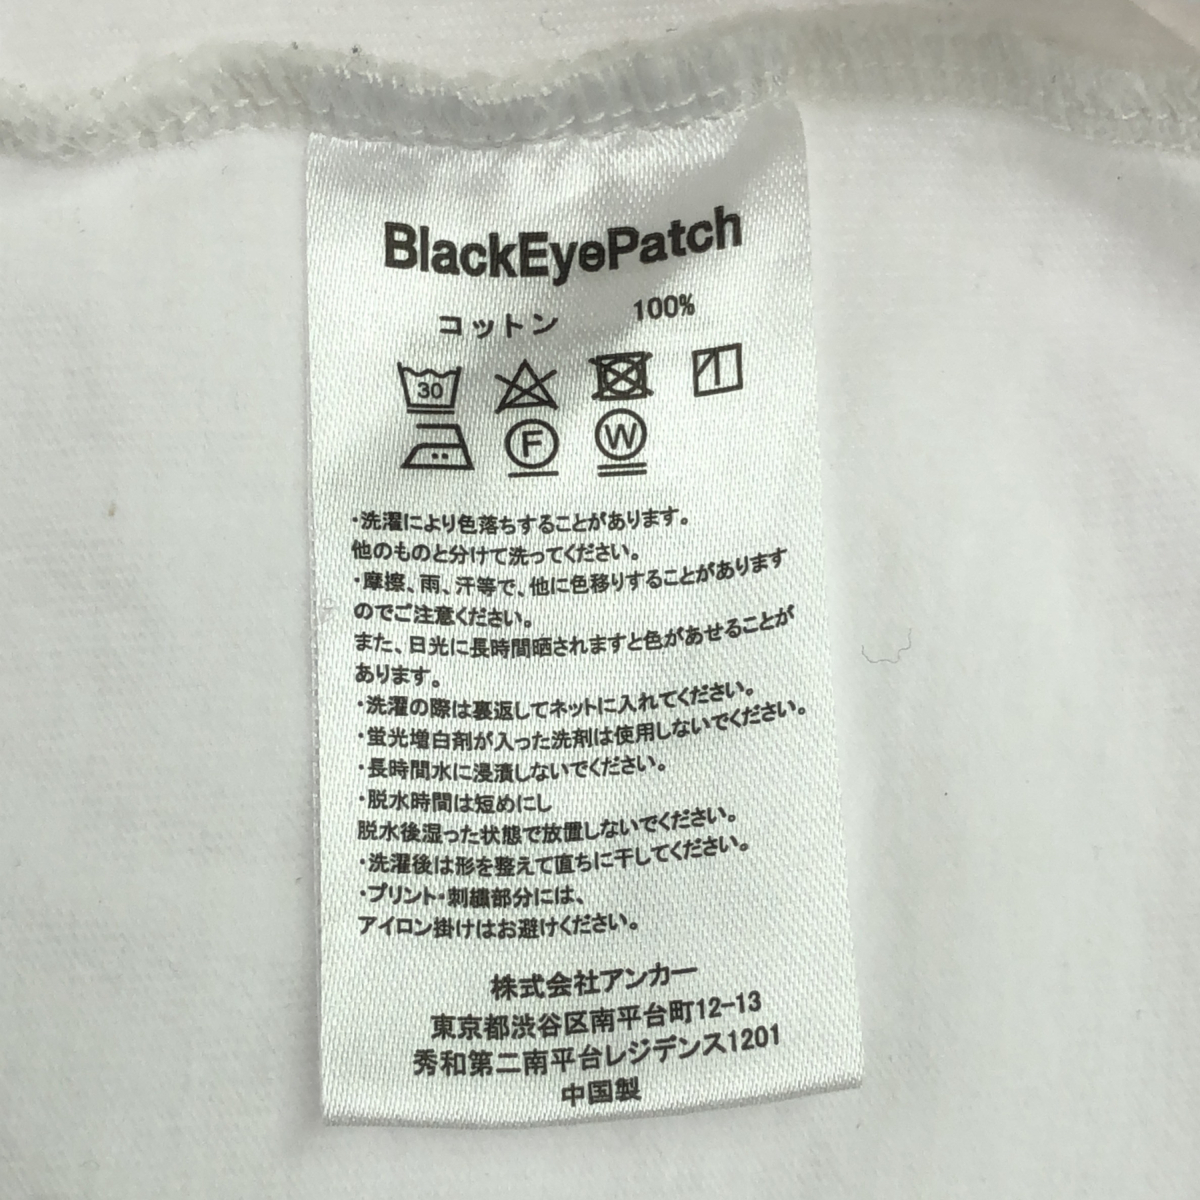 BlackEyePatch
コットン 100%
30
F W
・洗濯により色落ちすることがあります。
他のものと分けて洗ってください。
・摩擦、雨、汗等で、他に色移りすることがあります
のでご注意ください。
また、日光に長時間晒されますと色があせることが
あります。
・洗濯の際は裏返してネットに入れてください。
・蛍光増白剤が入った洗剤は使用しないでください。
・長時間水に浸漬しないでください。
・脱水時間は短めにし
脱水後湿った状態で放置しないでください。
・洗濯後は形を整えて直ちに干してください。
・プリント・刺繍部分には、
アイロン掛けはお避けください。
株式会社アンカー
東京都渋谷区南平台町12-13
秀和第二南平台レジデンス1201
中国製